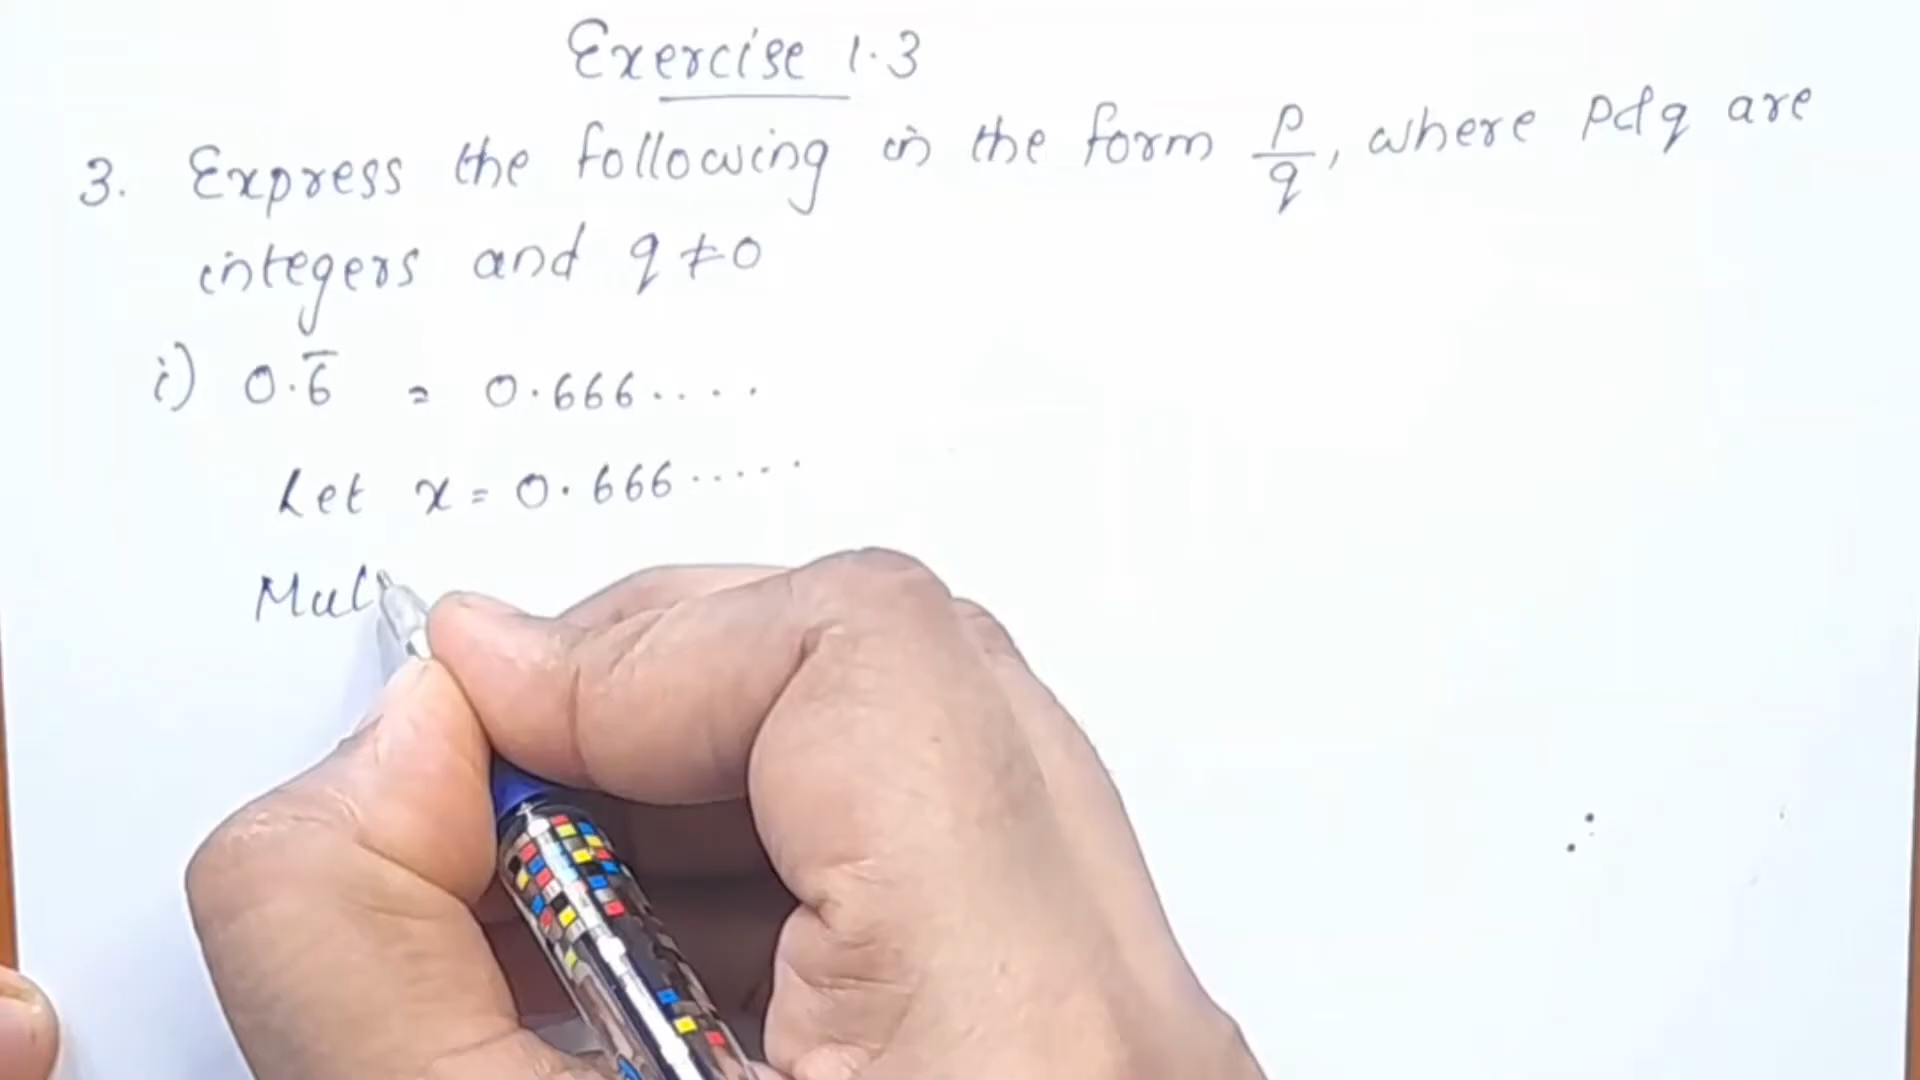 Exercise 1.3
3. Express the following in the form p/q, where p & q are
integers and q ≠ 0
i) 0.6̅ = 0.666....
Let x = 0.666.....
Mul